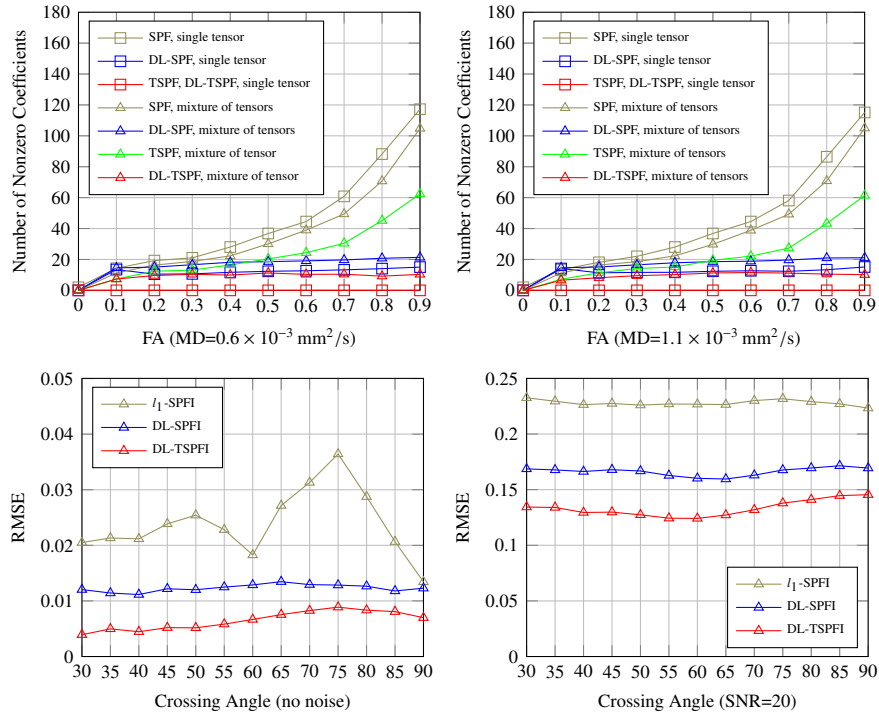 Number of Nonzero Coefficients
180
160
140
120
100
80
60
40
20
0
SPF, single tensor
DL-SPF, single tensor
TSPF, DL-TSPF, single tensor
SPF, mixture of tensors
DL-SPF, mixture of tensors
TSPF, mixture of tensor
DL-TSPF, mixture of tensor
0 0.1 0.2 0.3 0.4 0.5 0.6 0.7 0.8 0.9
FA (MD=0.6 × 10⁻³ mm²/s)
Number of Nonzero Coefficients
180
160
140
120
100
80
60
40
20
0
SPF, single tensor
DL-SPF, single tensor
TSPF, DL-TSPF, single tensor
SPF, mixture of tensors
DL-SPF, mixture of tensors
TSPF, mixture of tensors
DL-TSPF, mixture of tensors
0 0.1 0.2 0.3 0.4 0.5 0.6 0.7 0.8 0.9
FA (MD=1.1 × 10⁻³ mm²/s)
RMSE
0.05
0.04
0.03
0.02
0.01
0
l₁-SPFI
DL-SPFI
DL-TSPFI
30 35 40 45 50 55 60 65 70 75 80 85 90
Crossing Angle (no noise)
RMSE
0.25
0.2
0.15
0.1
0.05
0
l₁-SPFI
DL-SPFI
DL-TSPFI
30 35 40 45 50 55 60 65 70 75 80 85 90
Crossing Angle (SNR=20)